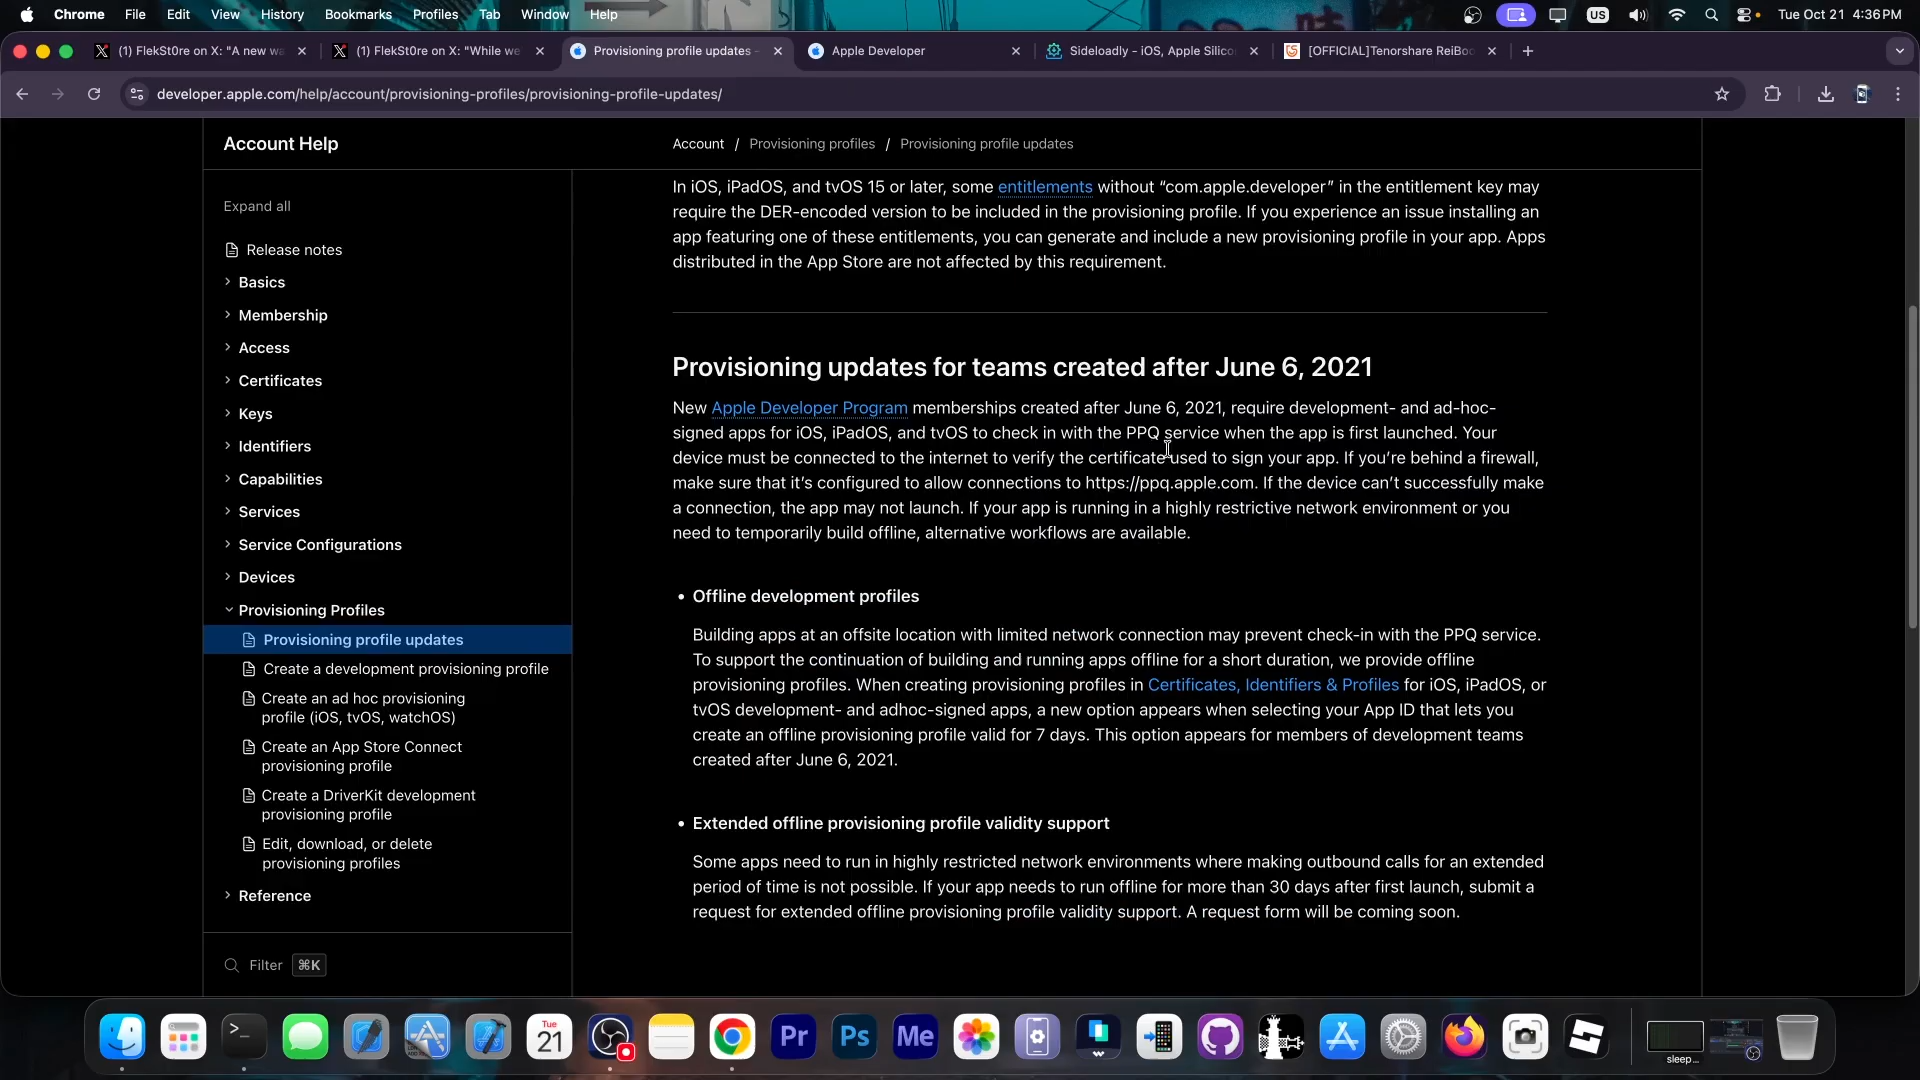 Chrome File Edit View History Bookmarks Profiles Tab Window Help US Tue Oct 21 4:36 PM
(1) FlekSt0re on X: "A new wa
(1) FlekSt0re on X: "While we
Provisioning profile updates -
Apple Developer
Sideloadly - iOS, Apple Silico
[OFFICIAL]Tenorshare ReiBoo
developer.apple.com/help/account/provisioning-profiles/provisioning-profile-updates/
Account Help
Expand all
Release notes
Basics
Membership
Access
Certificates
Keys
Identifiers
Capabilities
Services
Service Configurations
Devices
Provisioning Profiles
Provisioning profile updates
Create a development provisioning profile
Create an ad hoc provisioning
profile (iOS, tvOS, watchOS)
Create an App Store Connect
provisioning profile
Create a DriverKit development
provisioning profile
Edit, download, or delete
provisioning profiles
Reference
Filter ⌘K
Account / Provisioning profiles / Provisioning profile updates
In iOS, iPadOS, and tvOS 15 or later, some entitlements without “com.apple.developer” in the entitlement key may
require the DER-encoded version to be included in the provisioning profile. If you experience an issue installing an
app featuring one of these entitlements, you can generate and include a new provisioning profile in your app. Apps
distributed in the App Store are not affected by this requirement.
Provisioning updates for teams created after June 6, 2021
New Apple Developer Program memberships created after June 6, 2021, require development- and ad-hoc-
signed apps for iOS, iPadOS, and tvOS to check in with the PPQ service when the app is first launched. Your
device must be connected to the internet to verify the certificate used to sign your app. If you’re behind a firewall,
make sure that it’s configured to allow connections to https://ppq.apple.com. If the device can’t successfully make
a connection, the app may not launch. If your app is running in a highly restrictive network environment or you
need to temporarily build offline, alternative workflows are available.
• Offline development profiles
Building apps at an offsite location with limited network connection may prevent check-in with the PPQ service.
To support the continuation of building and running apps offline for a short duration, we provide offline
provisioning profiles. When creating provisioning profiles in Certificates, Identifiers & Profiles for iOS, iPadOS, or
tvOS development- and adhoc-signed apps, a new option appears when selecting your App ID that lets you
create an offline provisioning profile valid for 7 days. This option appears for members of development teams
created after June 6, 2021.
• Extended offline provisioning profile validity support
Some apps need to run in highly restricted network environments where making outbound calls for an extended
period of time is not possible. If your app needs to run offline for more than 30 days after first launch, submit a
request for extended offline provisioning profile validity support. A request form will be coming soon.
Tue
21
Pr
Ps
Me
sleep...